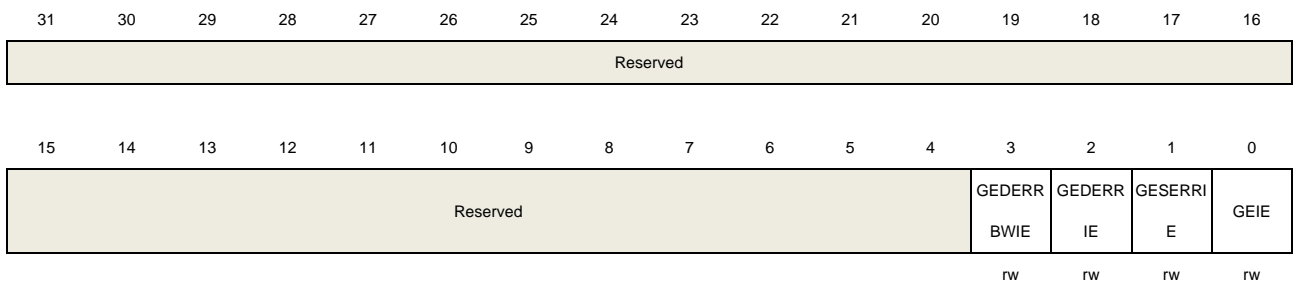 31 30 29 28 27 26 25 24 23 22 21 20 19 18 17 16
Reserved
15 14 13 12 11 10 9 8 7 6 5 4 3 2 1 0
Reserved
GEDERR
BWIE
GEDERR
IE
GESERRI
E
GEIE
rw rw rw rw